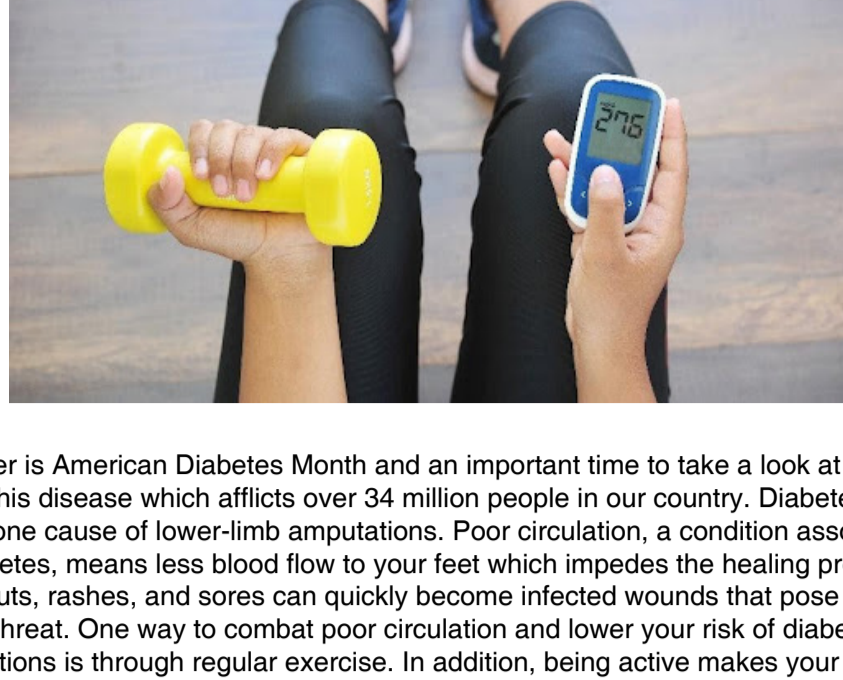 276
er is American Diabetes Month and an important time to take a look at
his disease which afflicts over 34 million people in our country. Diabete
one cause of lower-limb amputations. Poor circulation, a condition asso
etes, means less blood flow to your feet which impedes the healing pr
uts, rashes, and sores can quickly become infected wounds that pose
hreat. One way to combat poor circulation and lower your risk of diabe
tions is through regular exercise. In addition, being active makes your